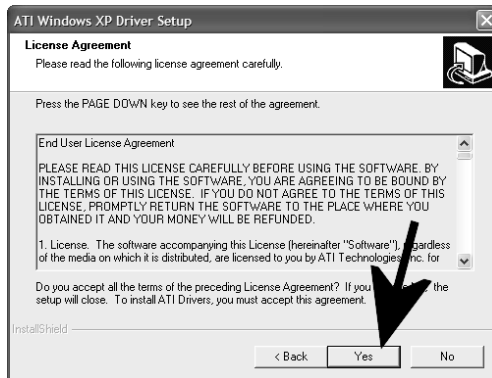 ATI Windows XP Driver Setup
License Agreement
Please read the following license agreement carefully.
Press the PAGE DOWN key to see the rest of the agreement.
End User License Agreement
PLEASE READ THIS LICENSE CAREFULLY BEFORE USING THE SOFTWARE. BY
INSTALLING OR USING THE SOFTWARE, YOU ARE AGREEING TO BE BOUND BY
THE TERMS OF THIS LICENSE. IF YOU DO NOT AGREE TO THE TERMS OF THIS
LICENSE, PROMPTLY RETURN THE SOFTWARE TO THE PLACE WHERE YOU
OBTAINED IT AND YOUR MONEY WILL BE REFUNDED.
1. License. The software accompanying this License (hereinafter "Software"),
of the media on which it is distributed, are licensed to you by ATI Technologies Inc. for
Do you accept all the terms of the preceding License Agreement? If you the
setup will close. To install ATI Drivers, you must accept this agreement.
InstallShield
< Back Yes No